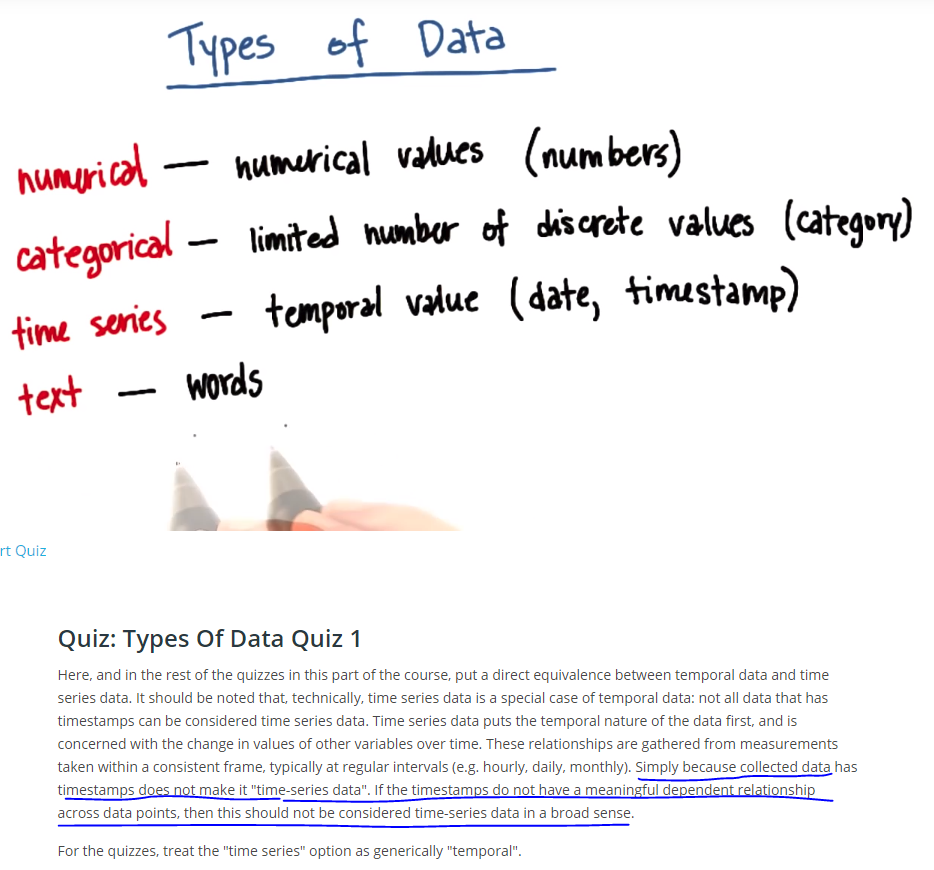 Types of Data
numerical — numerical values (numbers)
categorical — limited number of discrete values (category)
time series — temporal value (date, timestamp)
text — words
rt Quiz
Quiz: Types Of Data Quiz 1
Here, and in the rest of the quizzes in this part of the course, put a direct equivalence between temporal data and time
series data. It should be noted that, technically, time series data is a special case of temporal data: not all data that has
timestamps can be considered time series data. Time series data puts the temporal nature of the data first, and is
concerned with the change in values of other variables over time. These relationships are gathered from measurements
taken within a consistent frame, typically at regular intervals (e.g. hourly, daily, monthly). Simply because collected data has
timestamps does not make it "time-series data". If the timestamps do not have a meaningful dependent relationship
across data points, then this should not be considered time-series data in a broad sense.
For the quizzes, treat the "time series" option as generically "temporal".